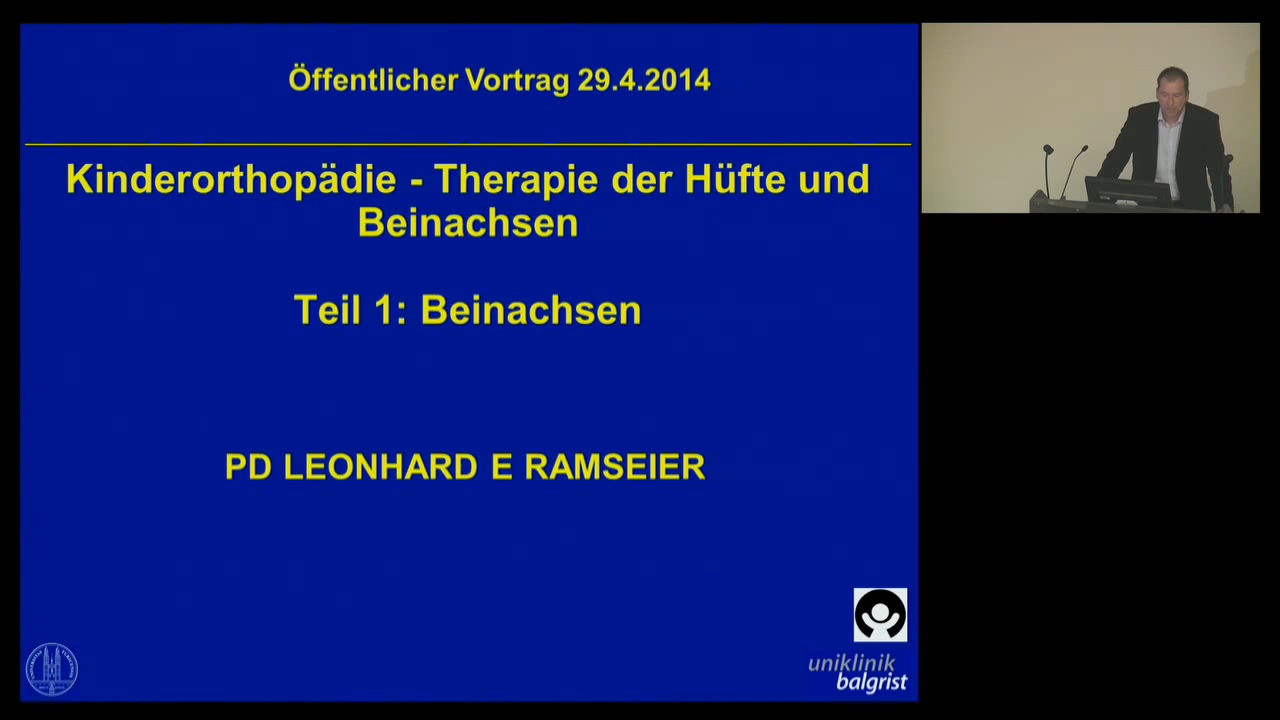 Öffentlicher Vortrag 29.4.2014
Kinderorthopädie - Therapie der Hüfte und
Beinachsen
Teil 1: Beinachsen
PD LEONHARD E RAMSEIER
uniklinik
balgrist